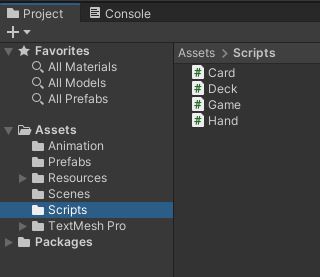 Project
Console
Favorites
All Materials
All Models
All Prefabs
Assets
Animation
Prefabs
Resources
Scenes
Scripts
TextMesh Pro
Packages
Assets > Scripts
Card
Deck
Game
Hand